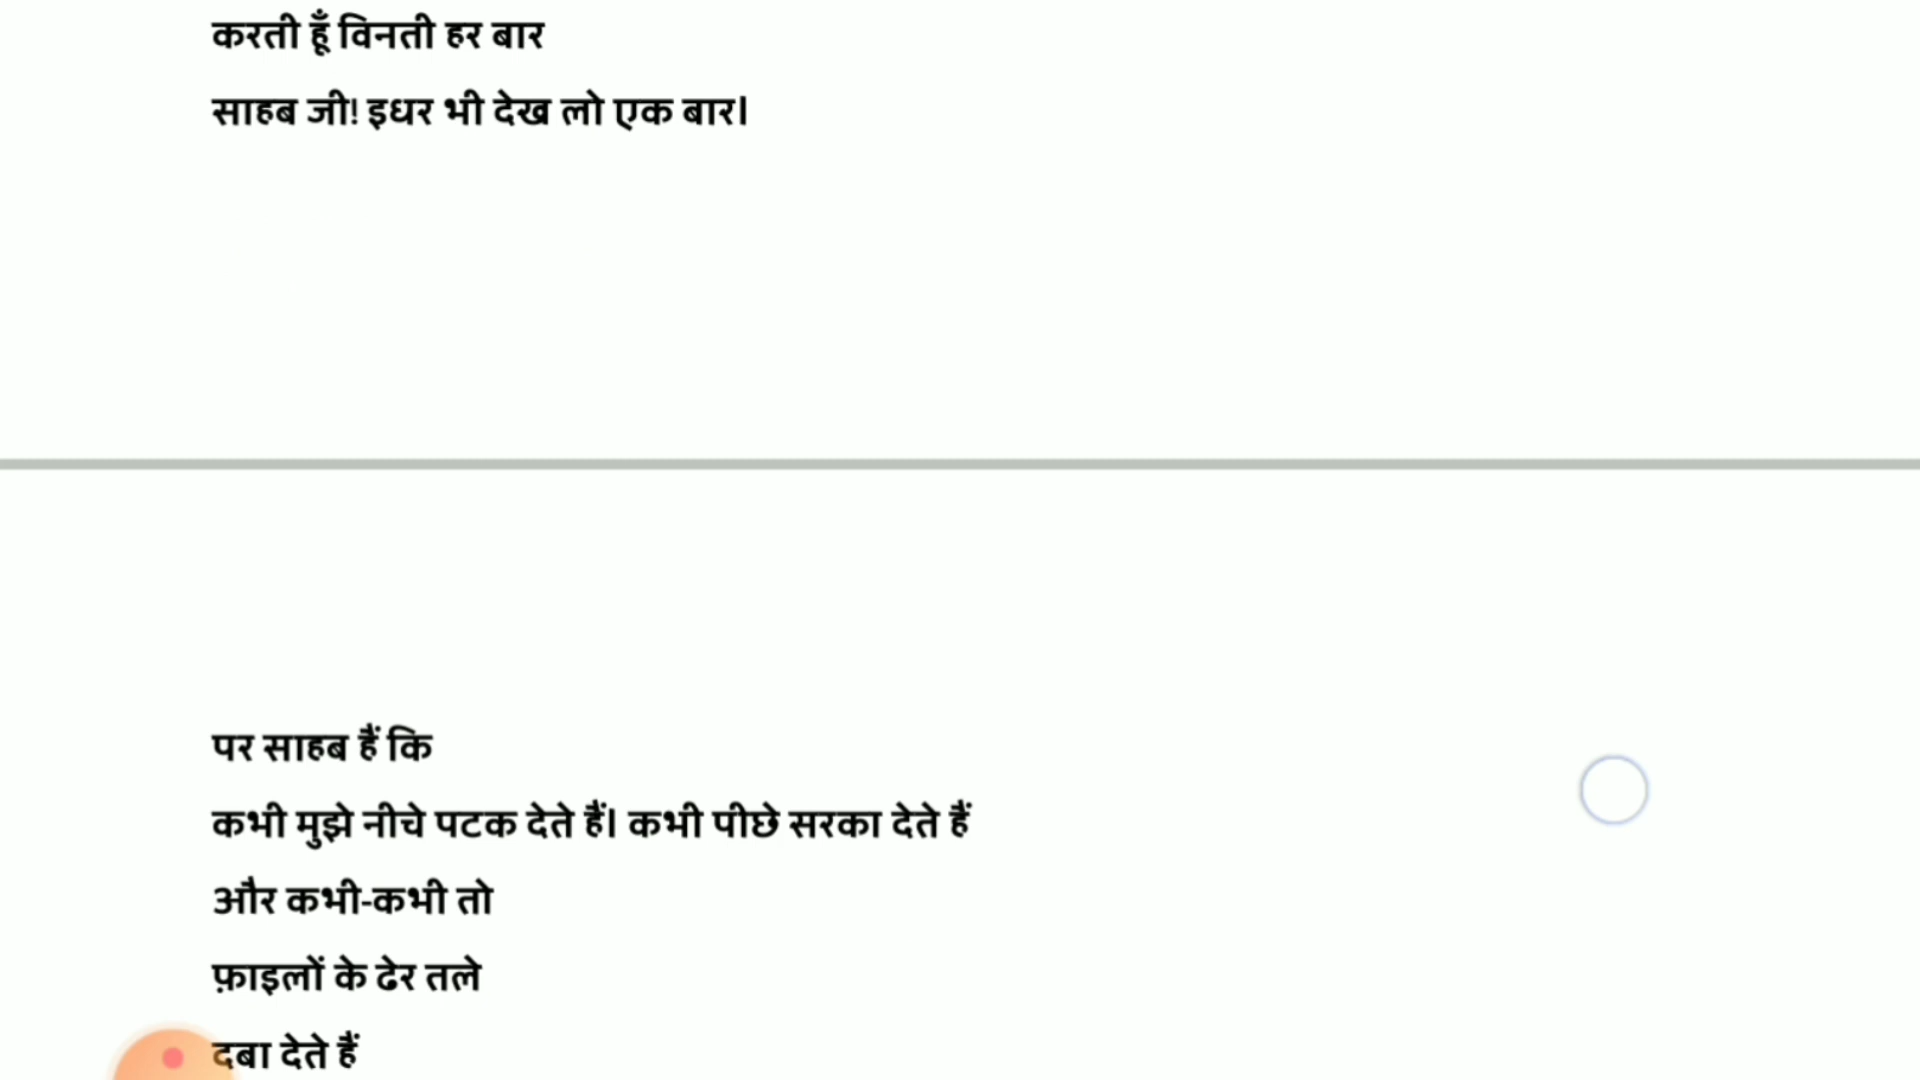 करती हूँ विनती हर बार
साहब जी! इधर भी देख लो एक बार।
पर साहब हैं कि
कभी मुझे नीचे पटक देते हैं। कभी पीछे सरका देते हैं
और कभी-कभी तो
फ़ाइलों के ढेर तले
दबा देते हैं